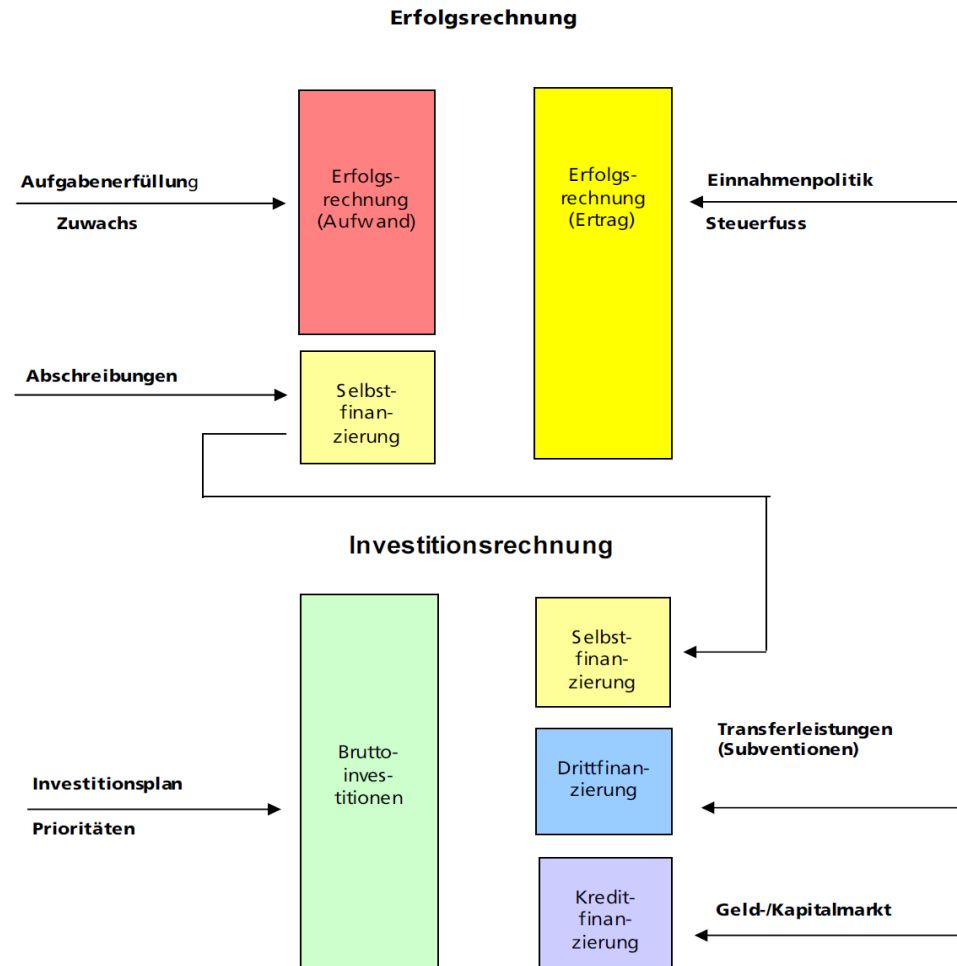 Erfolgsrechnung
Aufgabenerfüllung
Zuwachs
Erfolgs-
rechnung
(Aufwand)
Erfolgs-
rechnung
(Ertrag)
Einnahmenpolitik
Steuerfuss
Abschreibungen
Selbst-
finan-
zierung
Investitionsrechnung
Investitionsplan
Prioritäten
Brutto-
inves-
titionen
Selbst-
finan-
zierung
Drittfinan-
zierung
Transferleistungen
(Subventionen)
Kredit-
finan-
zierung
Geld-/Kapitalmarkt